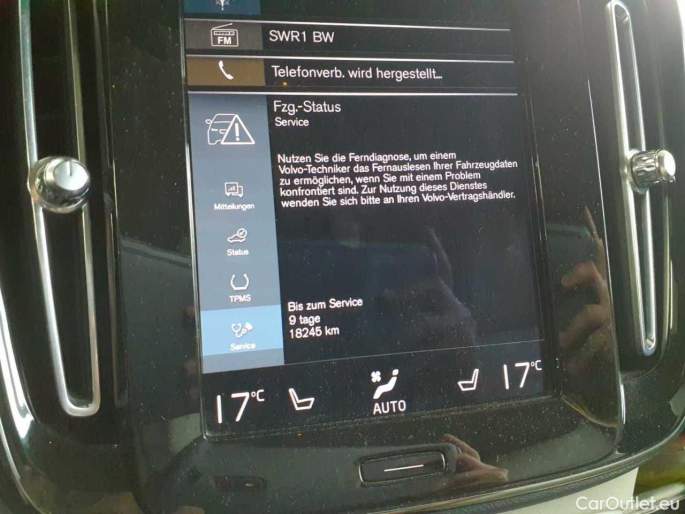 FM
SWR1 BW
Telefonverb. wird hergestellt...
Fzg.-Status
Service
Nutzen Sie die Ferndiagnose, um einem
Volvo-Techniker das Fernauslesen Ihrer Fahrzeugdaten
zu ermöglichen, wenn Sie mit einem Problem
konfrontiert sind. Zur Nutzung dieses Dienstes
wenden Sie sich bitte an Ihren Volvo-Vertragshändler.
Mitteilungen
Status
TPMS
Service
Bis zum Service
9 tage
18245 km
17°C
AUTO
17°C
CarOutlet.eu